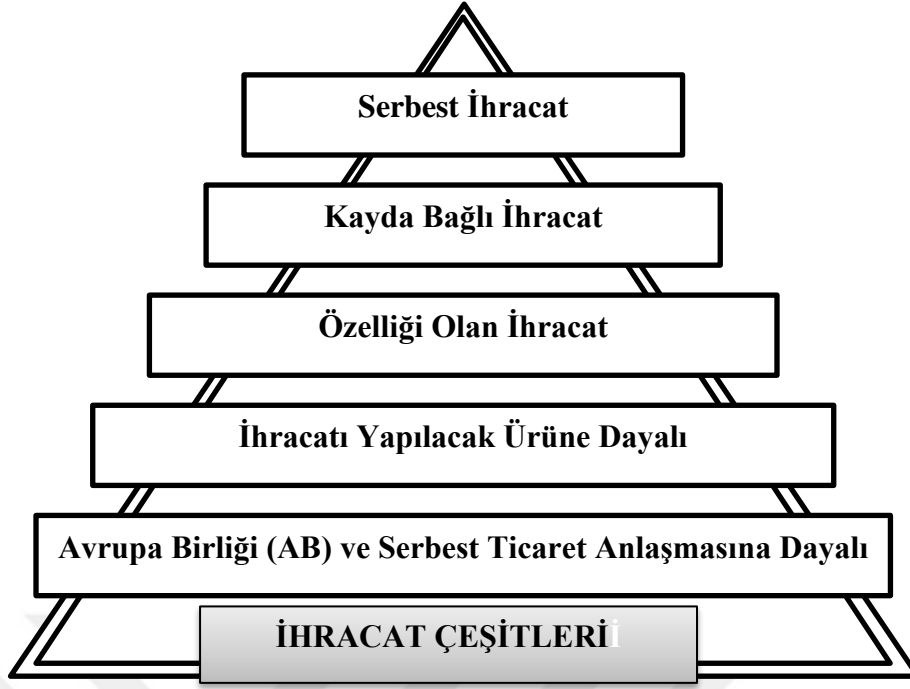 Serbest İhracat
Kayda Bağlı İhracat
Özelliği Olan İhracat
İhracatı Yapılacak Ürüne Dayalı
Avrupa Birliği (AB) ve Serbest Ticaret Anlaşmasına Dayalı
İHRACAT ÇEŞİTLERİİ